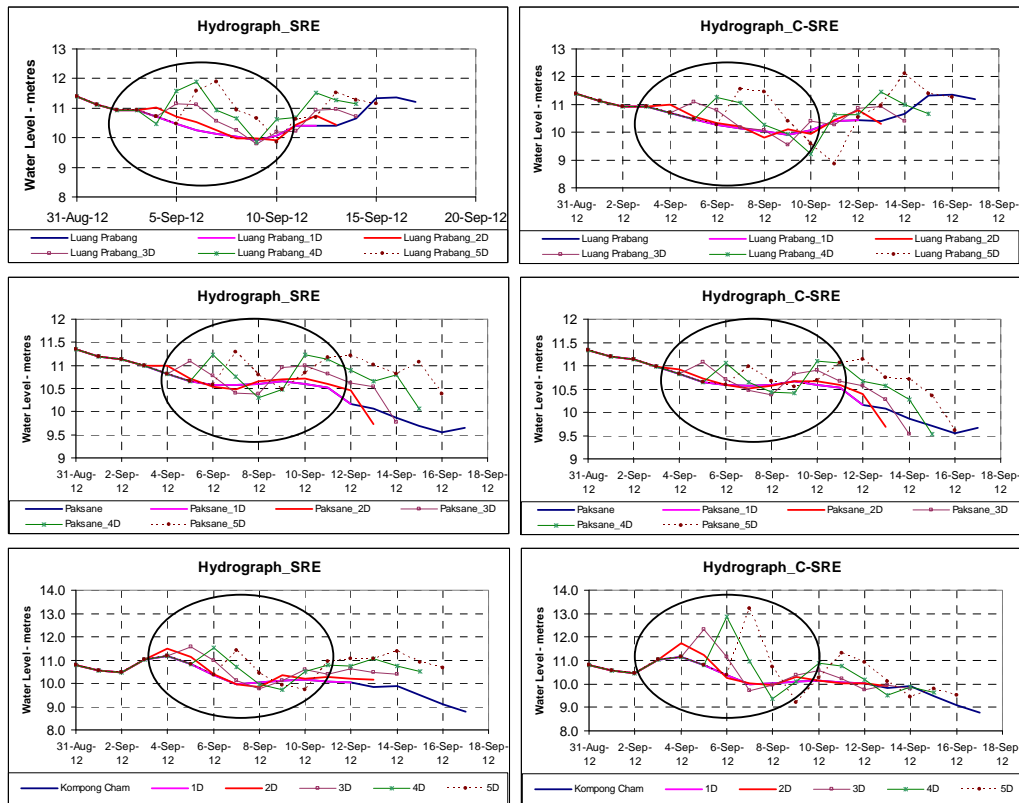 Hydrograph_SRE
Water Level - metres
13
12
11
10
9
8
31-Aug-12 5-Sep-12 10-Sep-12 15-Sep-12 20-Sep-12
Luang Prabang Luang Prabang_1D Luang Prabang_2D
Luang Prabang_3D Luang Prabang_4D Luang Prabang_5D
Hydrograph_C-SRE
Water Level - metres
13
12
11
10
9
8
31-Aug- 2-Sep- 4-Sep- 6-Sep- 8-Sep- 10-Sep- 12-Sep- 14-Sep- 16-Sep- 18-Sep-
12 12 12 12 12 12 12 12 12 12
Luang Prabang Luang Prabang_1D Luang Prabang_2D
Luang Prabang_3D Luang Prabang_4D Luang Prabang_5D
Hydrograph_SRE
Water Level - metres
12
11.5
11
10.5
10
9.5
9
31-Aug- 2-Sep- 4-Sep- 6-Sep- 8-Sep- 10-Sep- 12-Sep- 14-Sep- 16-Sep- 18-Sep-
12 12 12 12 12 12 12 12 12 12
Paksane Paksane_1D Paksane_2D Paksane_3D
Paksane_4D Paksane_5D
Hydrograph_C-SRE
Water Level - metres
12
11.5
11
10.5
10
9.5
9
31-Aug- 2-Sep- 4-Sep- 6-Sep- 8-Sep- 10-Sep- 12-Sep- 14-Sep- 16-Sep- 18-Sep-
12 12 12 12 12 12 12 12 12 12
Paksane Paksane_1D Paksane_2D Paksane_3D
Paksane_4D Paksane_5D
Hydrograph_SRE
Water Level - metres
14.0
13.0
12.0
11.0
10.0
9.0
8.0
31-Aug- 2-Sep- 4-Sep- 6-Sep- 8-Sep- 10-Sep- 12-Sep- 14-Sep- 16-Sep- 18-Sep-
12 12 12 12 12 12 12 12 12 12
Kompong Cham 1D 2D 3D 4D 5D
Hydrograph_C-SRE
Water Level - metres
14.0
13.0
12.0
11.0
10.0
9.0
8.0
31-Aug- 2-Sep- 4-Sep- 6-Sep- 8-Sep- 10-Sep- 12-Sep- 14-Sep- 16-Sep- 18-Sep-
12 12 12 12 12 12 12 12 12 12
Kompong Cham 1D 2D 3D 4D 5D